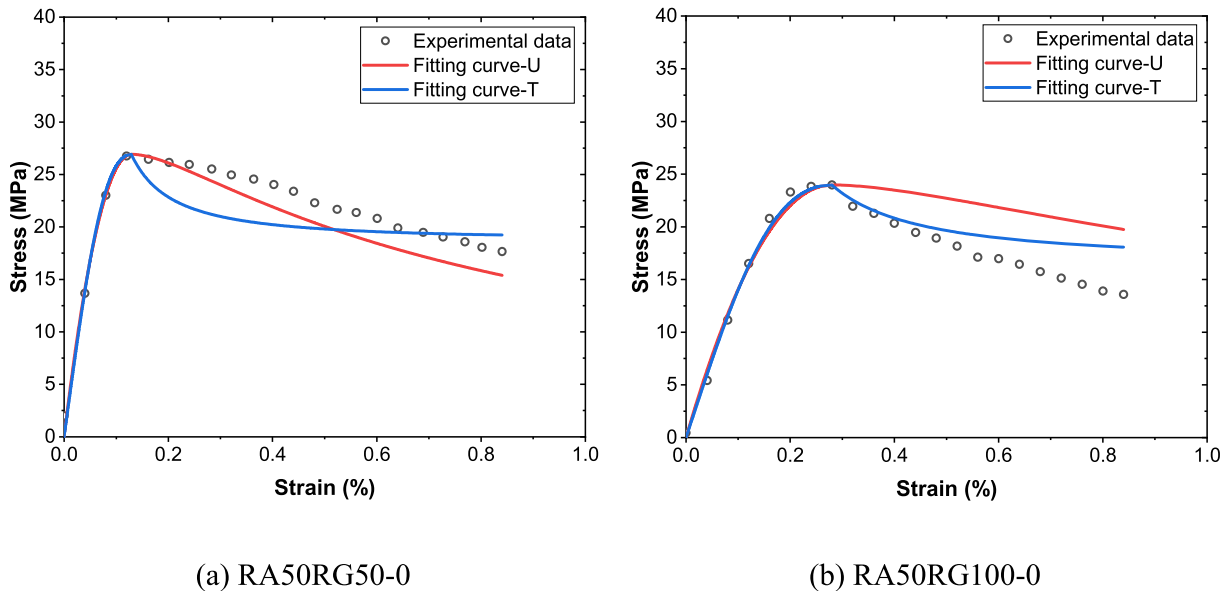 40
35
30
25
20
15
10
5
0
Stress (MPa)
0.0 0.2 0.4 0.6 0.8 1.0
Strain (%)
Experimental data
Fitting curve-U
Fitting curve-T
(a) RA50RG50-0
40
35
30
25
20
15
10
5
0
Stress (MPa)
0.0 0.2 0.4 0.6 0.8 1.0
Strain (%)
Experimental data
Fitting curve-U
Fitting curve-T
(b) RA50RG100-0